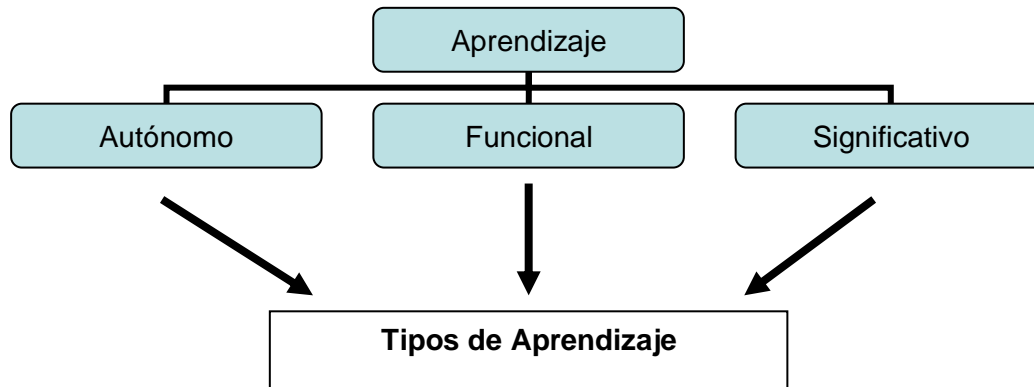 Aprendizaje
Autónomo
Funcional
Significativo
Tipos de Aprendizaje